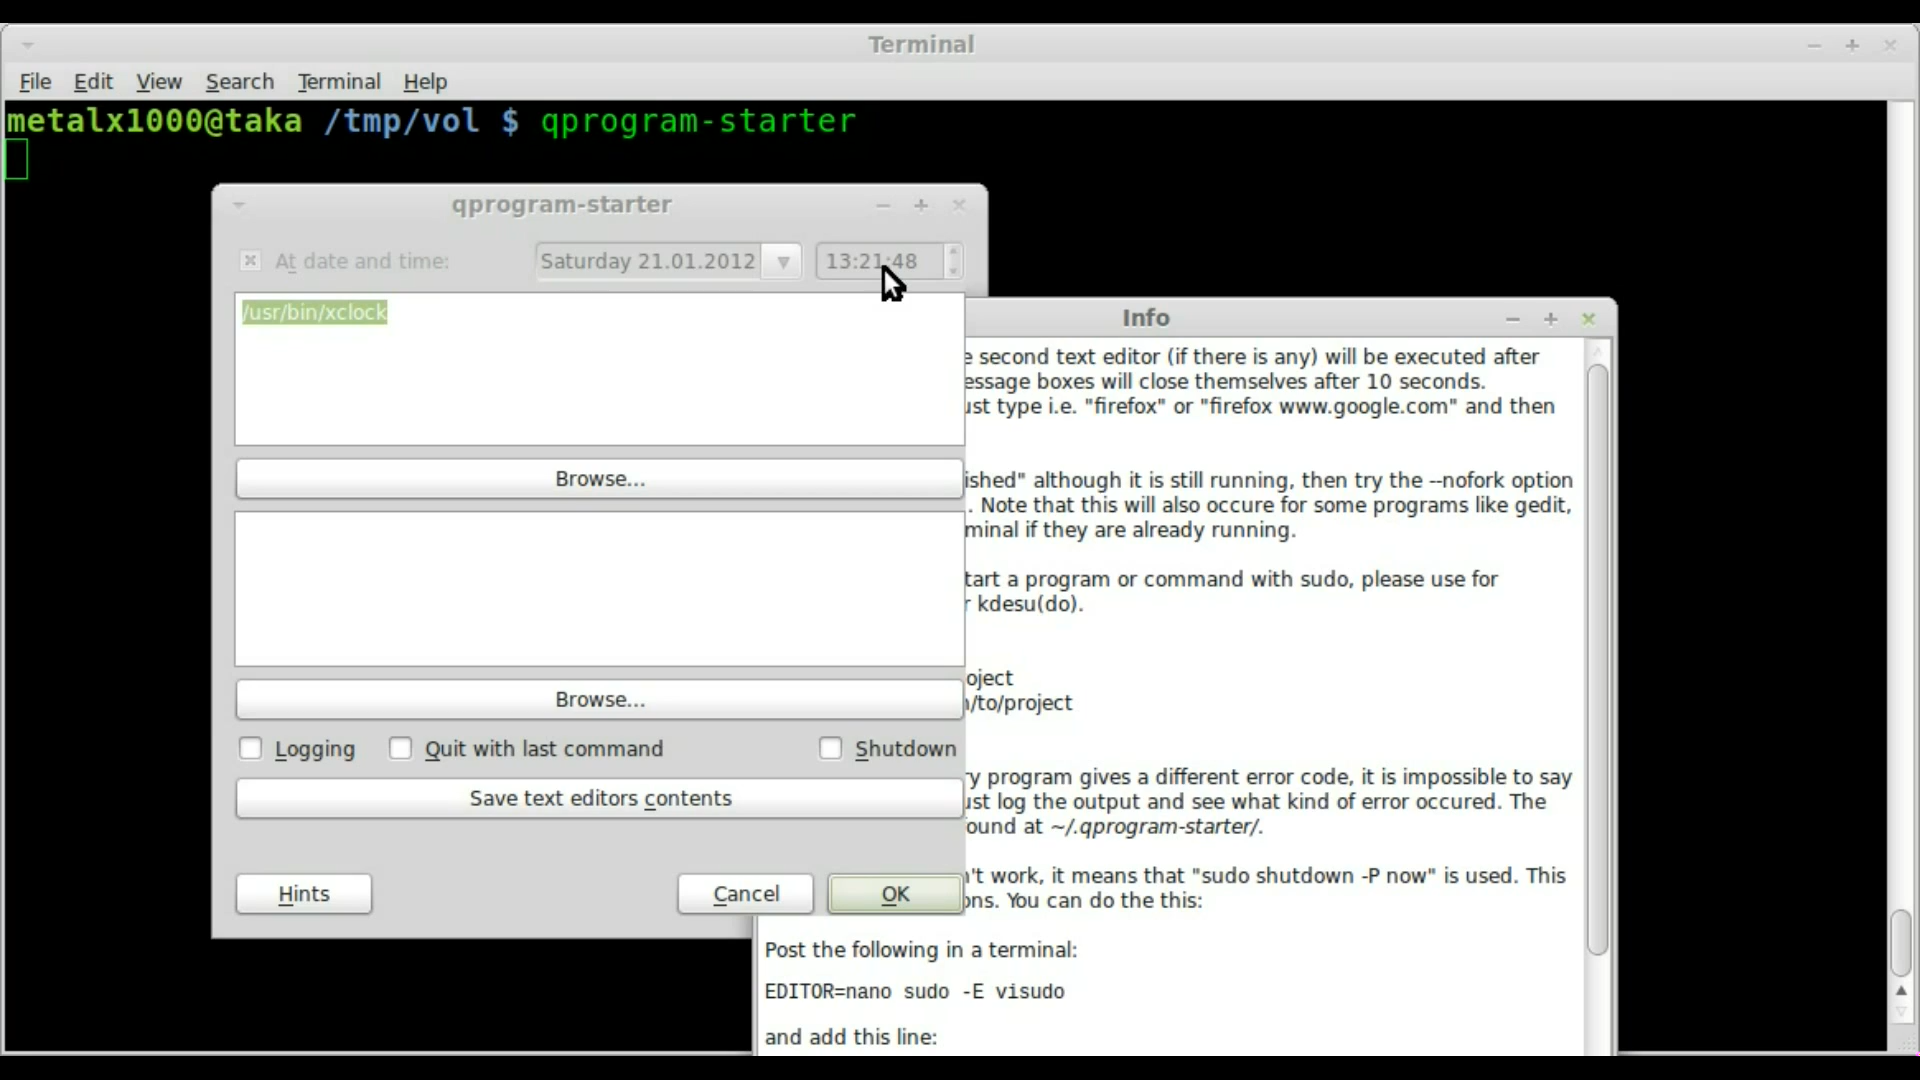 Terminal
File Edit View Search Terminal Help
metalx1000@taka /tmp/vol $ qprogram-starter
qprogram-starter
At date and time: Saturday 21.01.2012 13:21:48
/usr/bin/xclock
Browse...
Browse...
Logging Quit with last command Shutdown
Save text editors contents
Hints Cancel OK
Info
e second text editor (if there is any) will be executed after
essage boxes will close themselves after 10 seconds.
ust type i.e. "firefox" or "firefox www.google.com" and then
ished" although it is still running, then try the --nofork option
. Note that this will also occure for some programs like gedit,
minal if they are already running.
tart a program or command with sudo, please use for
r kdesu(do).
oject
n/to/project
ry program gives a different error code, it is impossible to say
ust log the output and see what kind of error occured. The
ound at ~/.qprogram-starter/.
n't work, it means that "sudo shutdown -P now" is used. This
ons. You can do the this:
Post the following in a terminal:
EDITOR=nano sudo -E visudo
and add this line: